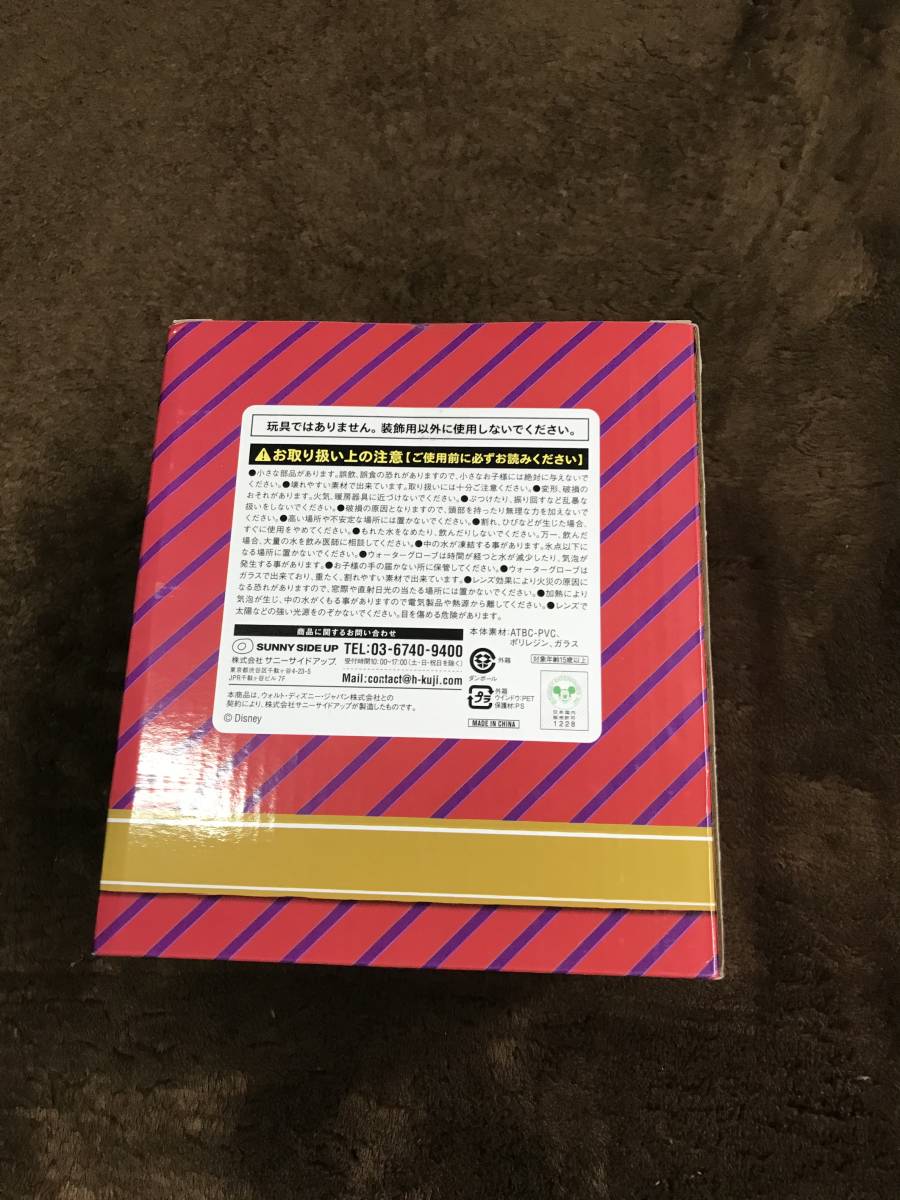 玩具ではありません。装飾用以外に使用しないでください。
お取り扱い上の注意【ご使用前に必ずお読みください】
●小さな部品があります。誤飲、誤食の恐れがありますので、小さなお子様には絶対に与えないで
ください。●壊れやすい素材で出来ています。取り扱いには十分ご注意ください。●変形、破損の
おそれがあります。火気、暖房器具に近づけないでください。●ぶつけたり、振り回すなど乱暴な
扱いをしないでください。●破損の原因となりますので、頭部を持ったり無理な力を加えないで
ください。●高い場所や不安定な場所には置かないでください。●割れ、ひびなどが生じた場合、
すぐに使用をやめてください。●もれた水をなめたり、飲んだりしないでください。万一、飲んだ
場合、大量の水を飲み医師に相談してください。●中の水が凍結する事があります。氷点以下に
なる場所に置かないでください。●ウォーターグローブは時間が経つと水が減少したり、気泡が
発生する事があります。●お子様の手の届かない所に保管してください。●ウォーターグローブは
ガラスで出来ており、重たく、割れやすい素材で出来ています。●レンズ効果により火災の原因に
なる恐れがありますので、窓際や直射日光の当たる場所には置かないでください。●加熱により
気泡が生じ、中の水がくもる事がありますので電気製品や熱源から離してください。●レンズで
太陽などの強い光源をのぞかないでください。目を傷める危険があります。
商品に関するお問い合わせ
SUNNY SIDE UP
株式会社 サニーサイドアップ
東京都渋谷区千駄ヶ谷4-23-5
JPR千駄ヶ谷ビル 7F
TEL:03-6740-9400
受付時間10:00~17:00(土・日・祝日を除く)
Mail:contact@h-kuji.com
本商品は、ウォルト・ディズニー・ジャパン株式会社との
契約により、株式会社サニーサイドアップが製造したものです。
© Disney
本体素材:ATBC-PVC、
ポリレジン、ガラス
外箱
ダンボール
対象年齢15歳以上
プラ
外箱
ウインドウ:PET
保護材:PS
MADE IN CHINA
日本国内
販売許可
1228